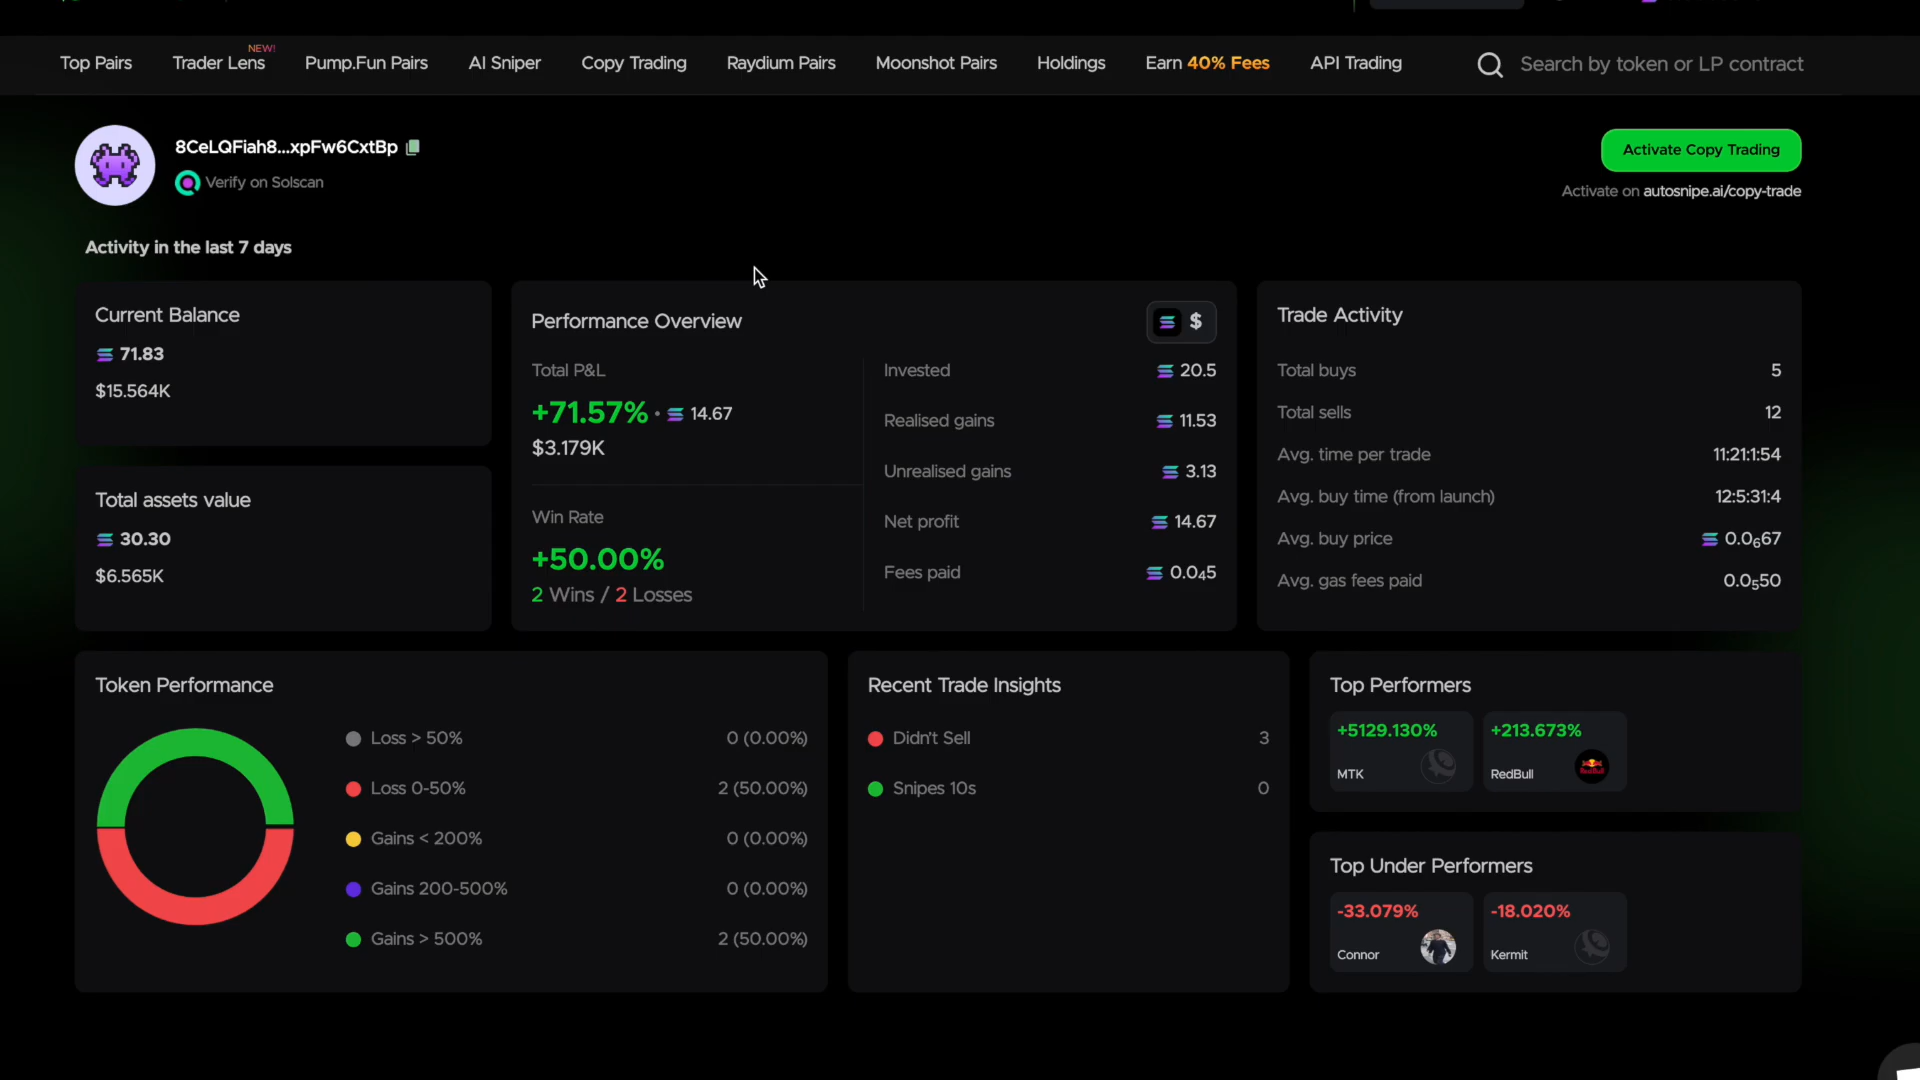 Top Pairs
Trader Lens
NEW!
Pump.Fun Pairs
AI Sniper
Copy Trading
Raydium Pairs
Moonshot Pairs
Holdings
Earn 40% Fees
API Trading
Search by token or LP contract
8CeLQFiah8...xpFw6CxtBp
Verify on Solscan
Activate Copy Trading
Activate on autosnipe.ai/copy-trade
Activity in the last 7 days
Current Balance
71.83
$15.564K
Total assets value
30.30
$6.565K
Performance Overview
$
Total P&L
+71.57% • 14.67
$3.179K
Win Rate
+50.00%
2 Wins / 2 Losses
Invested 20.5
Realised gains 11.53
Unrealised gains 3.13
Net profit 14.67
Fees paid 0.0₄5
Trade Activity
Total buys 5
Total sells 12
Avg. time per trade 11:21:1:54
Avg. buy time (from launch) 12:5:31:4
Avg. buy price 0.0₆67
Avg. gas fees paid 0.0₅50
Token Performance
Loss > 50% 0 (0.00%)
Loss 0-50% 2 (50.00%)
Gains < 200% 0 (0.00%)
Gains 200-500% 0 (0.00%)
Gains > 500% 2 (50.00%)
Recent Trade Insights
Didn't Sell 3
Snipes 10s 0
Top Performers
+5129.130%
MTK
+213.673%
RedBull
Top Under Performers
-33.079%
Connor
-18.020%
Kermit